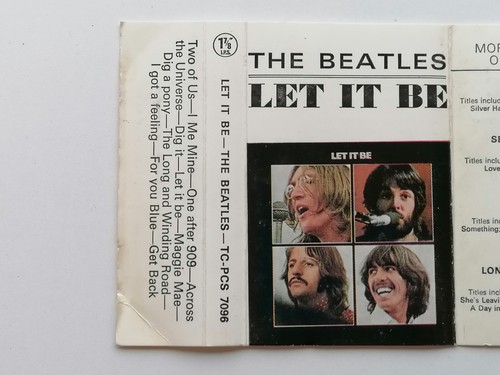 Two of Us—I Me Mine—One after 909—Across
the Universe—Dig it—Let it be—Maggie Mae—
Dig a pony—The Long and Winding Road—
I got a feeling—For you Blue—Get Back
1⅞"
I.P.S.
LET IT BE—THE BEATLES—TC-PCS 7096
THE BEATLES
LET IT BE
LET IT BE
MOR
O
Titles includ
Silver Ha
SE
Titles includ
Love
Titles inclu
Something;
LON
Titles inclu
She's Leavi
A Day in